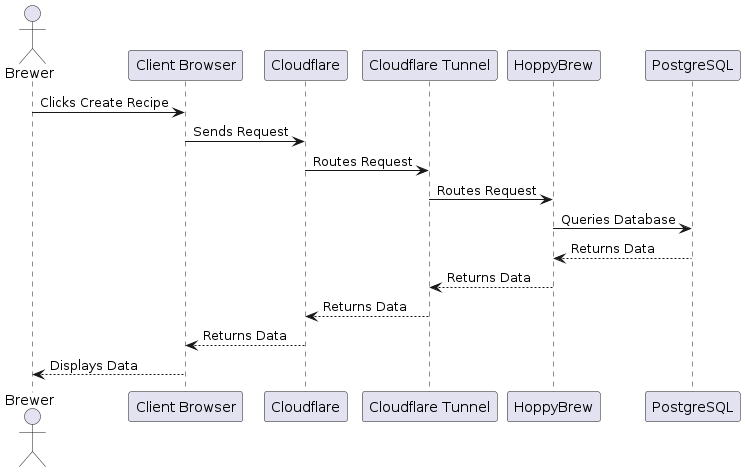 Brewer
Client Browser
Cloudflare
Cloudflare Tunnel
HoppyBrew
PostgreSQL
Clicks Create Recipe
Sends Request
Routes Request
Routes Request
Queries Database
Returns Data
Returns Data
Returns Data
Returns Data
Displays Data
Brewer
Client Browser
Cloudflare
Cloudflare Tunnel
HoppyBrew
PostgreSQL